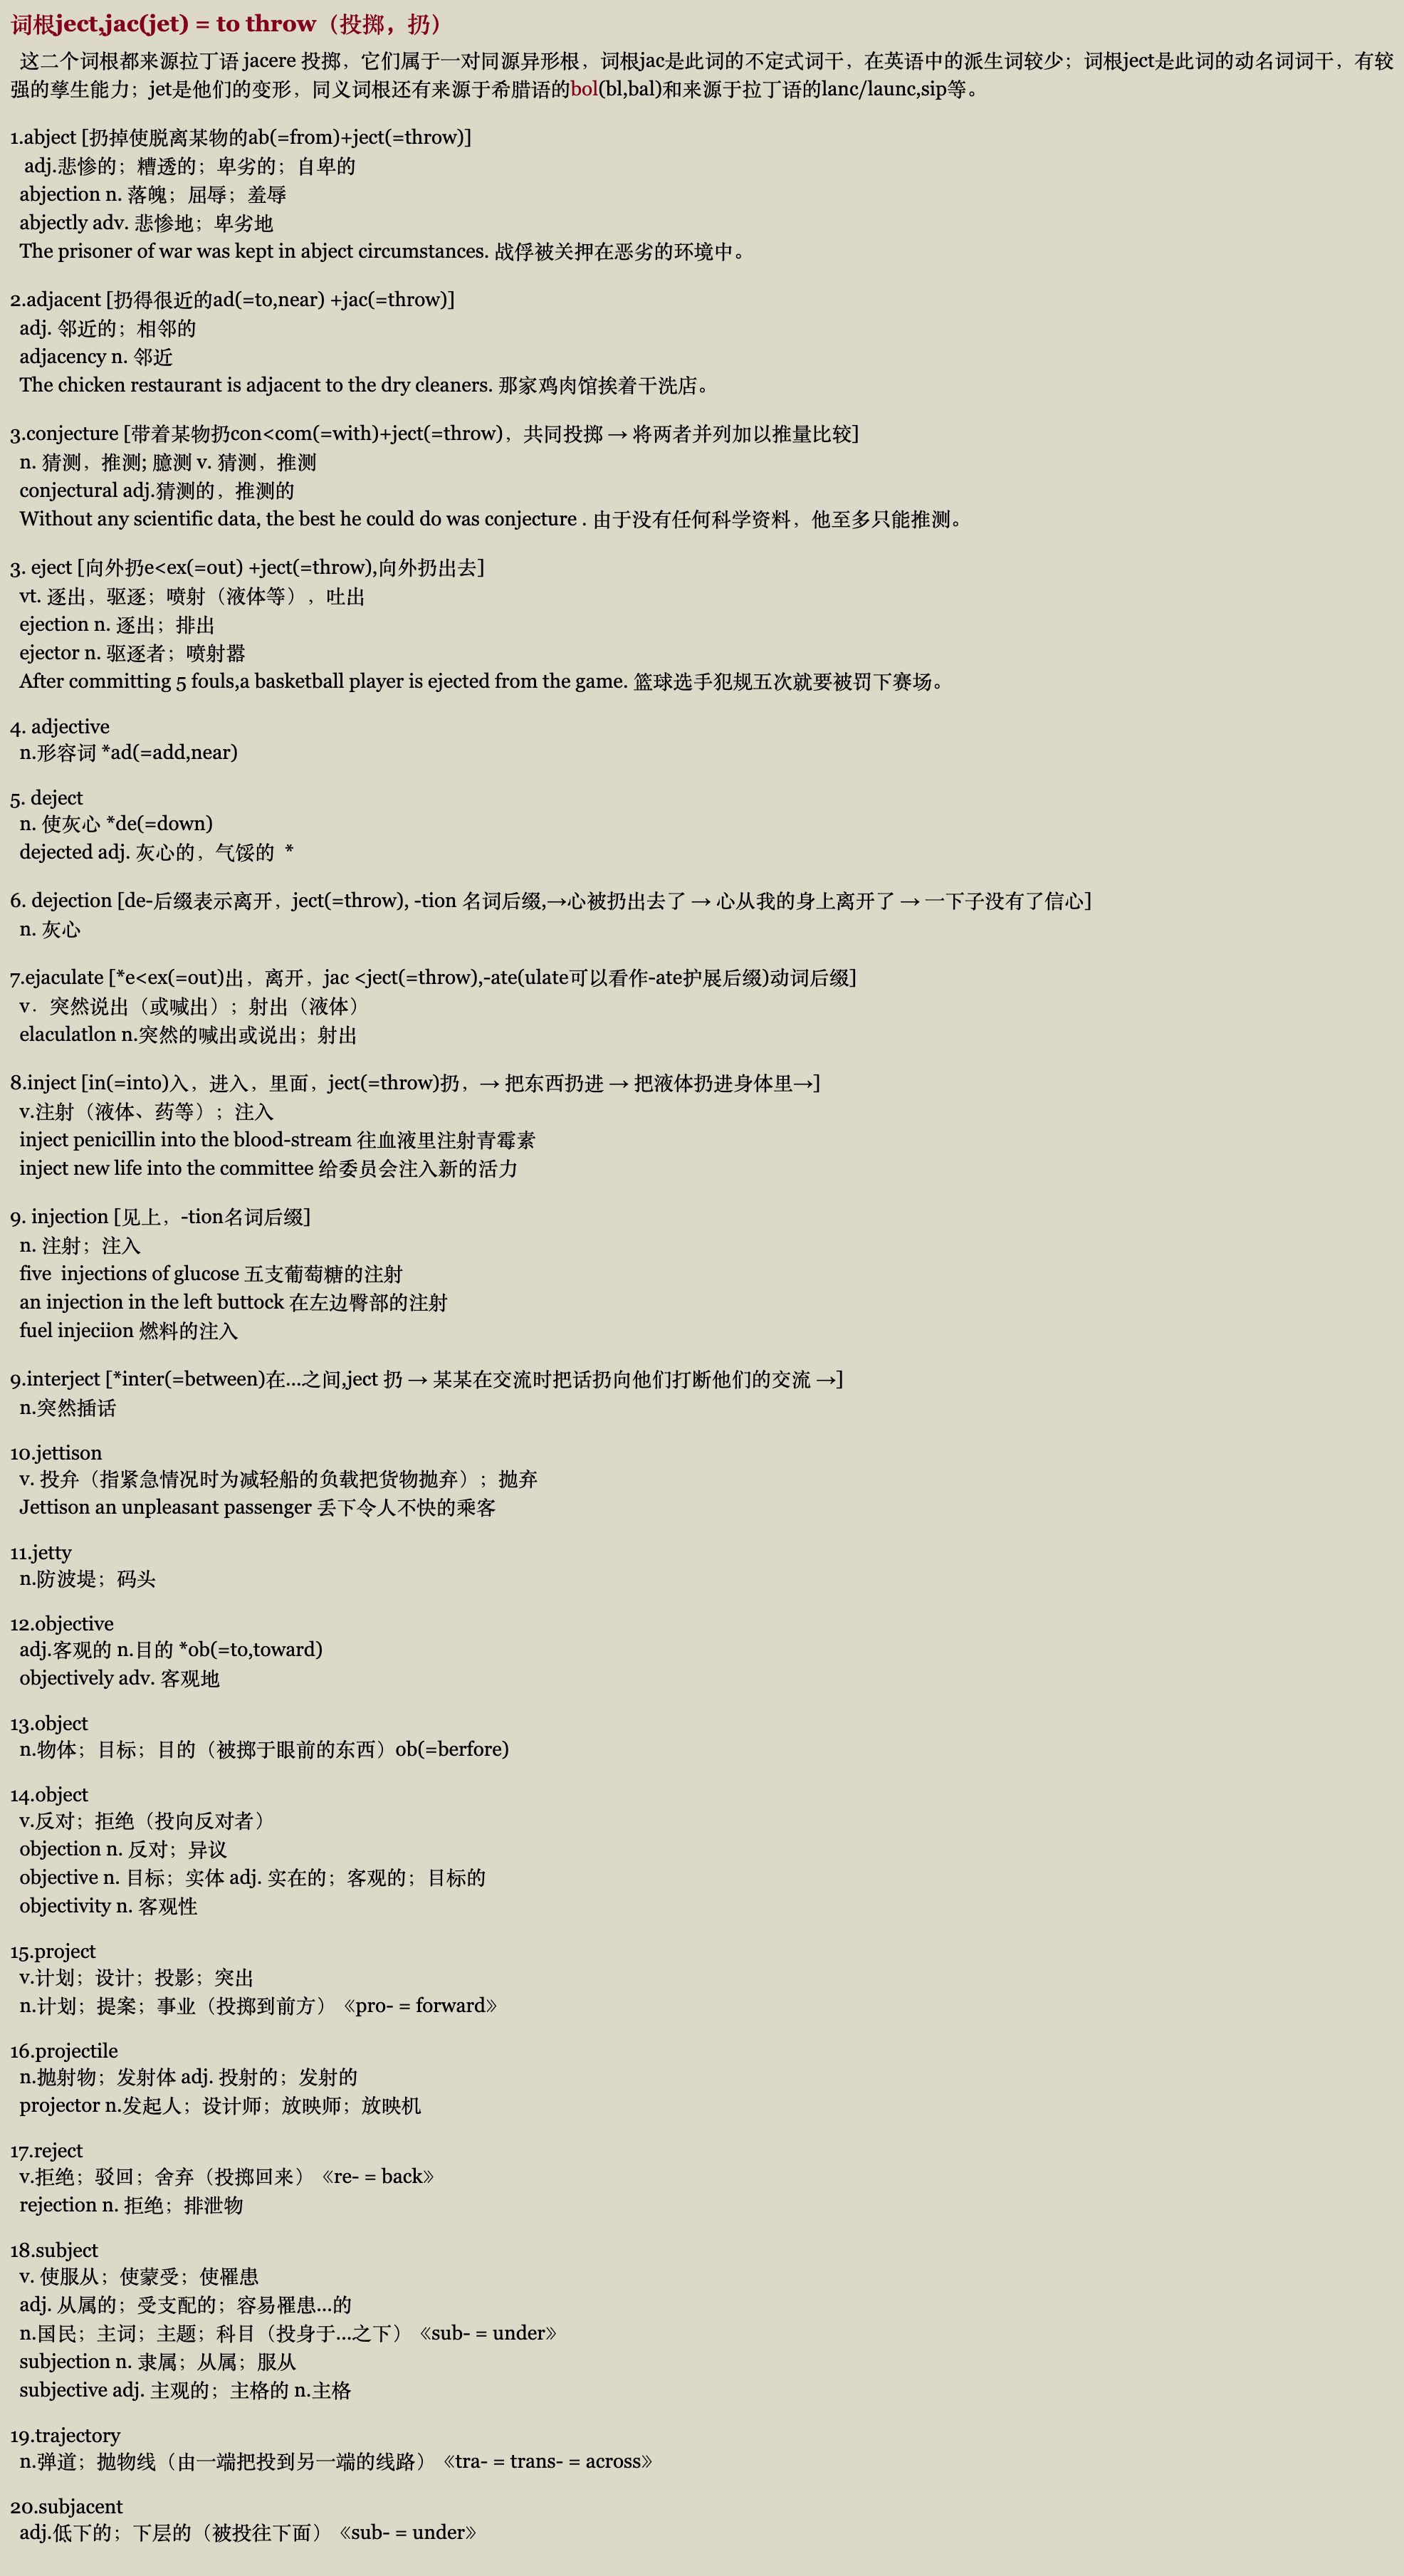 词根ject,jac(jet) = to throw（投掷，扔）
这二个词根都来源拉丁语 jacere 投掷，它们属于一对同源异形根，词根jac是此词的不定式词干，在英语中的派生词较少；词根ject是此词的动名词词干，有较
强的孳生能力；jet是他们的变形，同义词根还有来源于希腊语的bol(bl,bal)和来源于拉丁语的lanc/launc,sip等。
1.abject [扔掉使脱离某物的ab(=from)+ject(=throw)]
adj.悲惨的；糟透的；卑劣的；自卑的
abjection n. 落魄；屈辱；羞辱
abjectly adv. 悲惨地；卑劣地
The prisoner of war was kept in abject circumstances. 战俘被关押在恶劣的环境中。
2.adjacent [扔得很近的ad(=to,near) +jac(=throw)]
adj. 邻近的；相邻的
adjacency n. 邻近
The chicken restaurant is adjacent to the dry cleaners. 那家鸡肉馆挨着干洗店。
3.conjecture [带着某物扔con<com(=with)+ject(=throw)，共同投掷 → 将两者并列加以推量比较]
n. 猜测，推测; 臆测 v. 猜测，推测
conjectural adj.猜测的，推测的
Without any scientific data, the best he could do was conjecture . 由于没有任何科学资料，他至多只能推测。
3. eject [向外扔e<ex(=out) +ject(=throw),向外扔出去]
vt. 逐出，驱逐；喷射（液体等），吐出
ejection n. 逐出；排出
ejector n. 驱逐者；喷射嚣
After committing 5 fouls,a basketball player is ejected from the game. 篮球选手犯规五次就要被罚下赛场。
4. adjective
n.形容词 *ad(=add,near)
5. deject
n. 使灰心 *de(=down)
dejected adj. 灰心的，气馁的  *
6. dejection [de-后缀表示离开，ject(=throw), -tion 名词后缀,→心被扔出去了 → 心从我的身上离开了 → 一下子没有了信心]
n. 灰心
7.ejaculate [*e<ex(=out)出，离开，jac <ject(=throw),-ate(ulate可以看作-ate护展后缀)动词后缀]
v．突然说出（或喊出）；射出（液体）
elaculatlon n.突然的喊出或说出；射出
8.inject [in(=into)入，进入，里面，ject(=throw)扔，→ 把东西扔进 → 把液体扔进身体里→]
v.注射（液体、药等）；注入
inject penicillin into the blood-stream 往血液里注射青霉素
inject new life into the committee 给委员会注入新的活力
9. injection [见上，-tion名词后缀]
n. 注射；注入
five  injections of glucose 五支葡萄糖的注射
an injection in the left buttock 在左边臀部的注射
fuel injeciion 燃料的注入
9.interject [*inter(=between)在...之间,ject 扔 → 某某在交流时把话扔向他们打断他们的交流 →]
n.突然插话
10.jettison
v. 投弁（指紧急情况时为减轻船的负载把货物抛弃）；抛弃
Jettison an unpleasant passenger 丢下令人不快的乘客
11.jetty
n.防波堤；码头
12.objective
adj.客观的 n.目的 *ob(=to,toward)
objectively adv. 客观地
13.object
n.物体；目标；目的（被掷于眼前的东西）ob(=berfore)
14.object
v.反对；拒绝（投向反对者）
objection n. 反对；异议
objective n. 目标；实体 adj. 实在的；客观的；目标的
objectivity n. 客观性
15.project
v.计划；设计；投影；突出
n.计划；提案；事业（投掷到前方）《pro- = forward》
16.projectile
n.抛射物；发射体 adj. 投射的；发射的
projector n.发起人；设计师；放映师；放映机
17.reject
v.拒绝；驳回；舍弃（投掷回来）《re- = back》
rejection n. 拒绝；排泄物
18.subject
v. 使服从；使蒙受；使罹患
adj. 从属的；受支配的；容易罹患...的
n.国民；主词；主题；科目（投身于...之下）《sub- = under》
subjection n. 隶属；从属；服从
subjective adj. 主观的；主格的 n.主格
19.trajectory
n.弹道；抛物线（由一端把投到另一端的线路）《tra- = trans- = across》
20.subjacent
adj.低下的；下层的（被投往下面）《sub- = under》